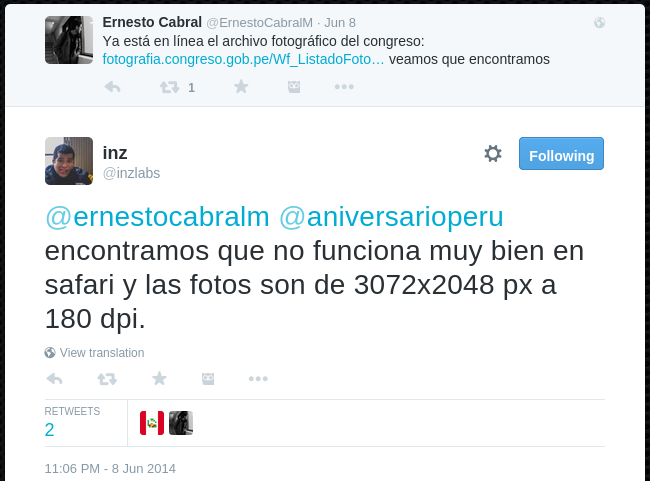 Ernesto Cabral @ErnestoCabralM · Jun 8
Ya está en línea el archivo fotográfico del congreso:
fotografia.congreso.gob.pe/Wf_ListadoFoto… veamos que encontramos
1
inz
@inzlabs
Following
@ernestocabralm @aniversarioperu
encontramos que no funciona muy bien en
safari y las fotos son de 3072x2048 px a
180 dpi.
View translation
RETWEETS
2
11:06 PM - 8 Jun 2014